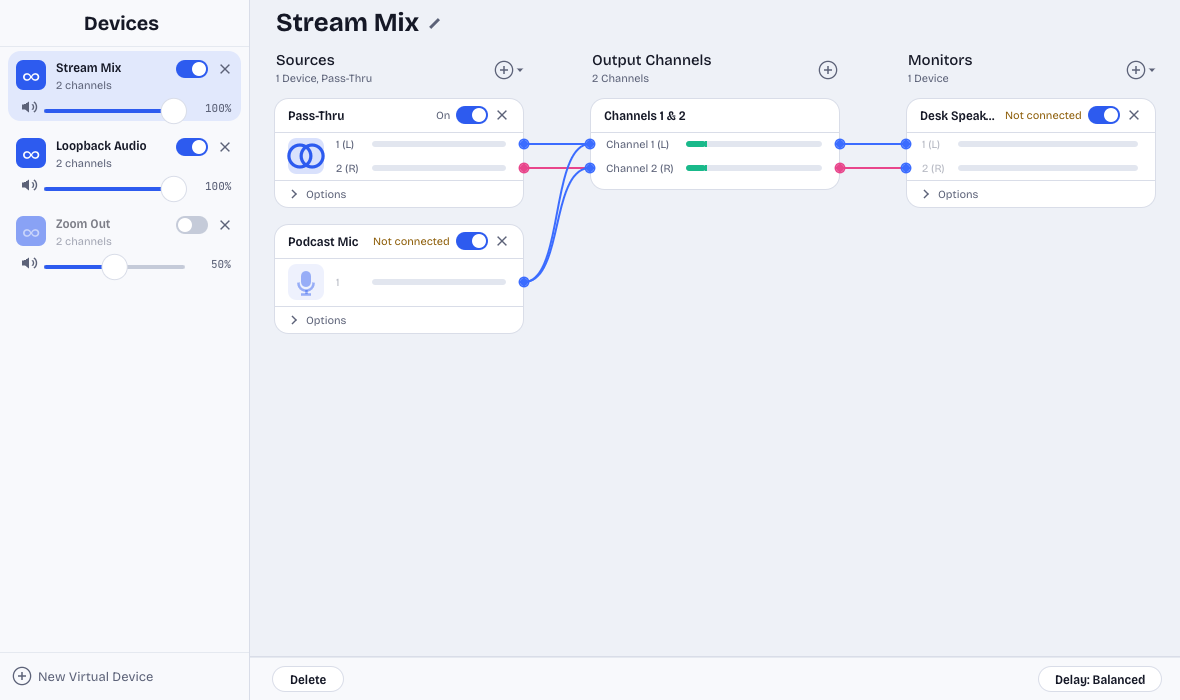 Devices
Stream Mix
2 channels
100%
Loopback Audio
2 channels
100%
Zoom Out
2 channels
50%
New Virtual Device
Stream Mix
Sources
1 Device, Pass-Thru
Pass-Thru
On
1 (L)
2 (R)
Options
Podcast Mic
Not connected
1
Options
Output Channels
2 Channels
Channels 1 & 2
Channel 1 (L)
Channel 2 (R)
Monitors
1 Device
Desk Speak...
Not connected
1 (L)
2 (R)
Options
Delete
Delay: Balanced